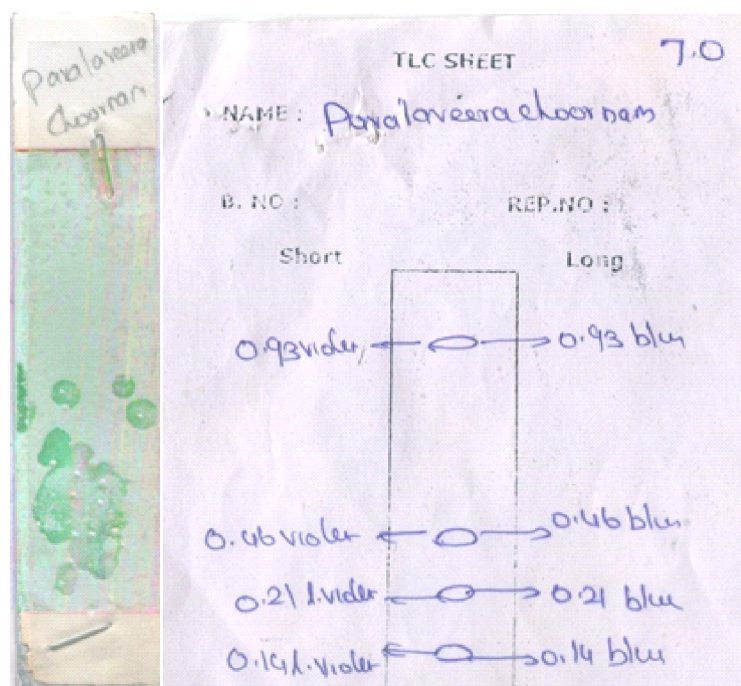 Paralaveera
Choornam
TLC SHEET
7.0
NAME : Paralaveerachoornam
B. NO :
REP.NO :
Short
Long
0.93 violet
0.93 blue
0.46 violet
0.46 blue
0.21 l.violet
0.21 blue
0.14 l.violet
0.14 blue